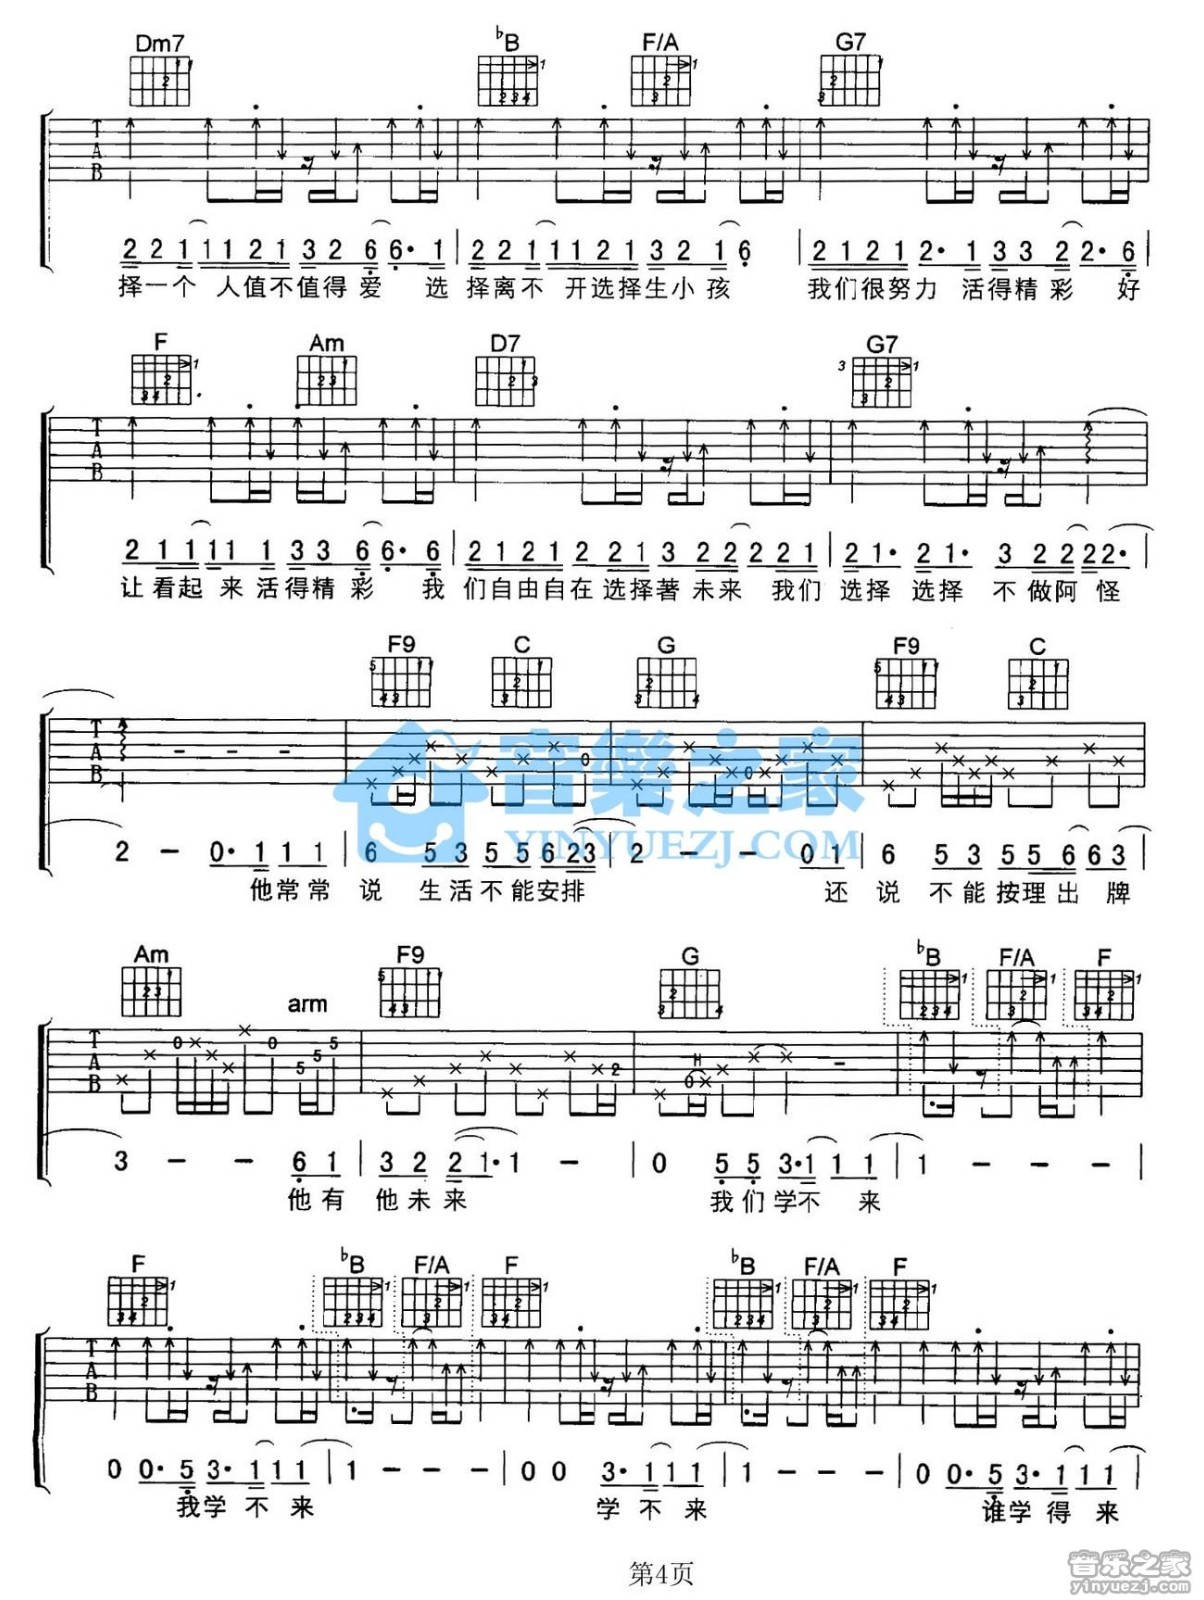 Dm7 ♭B F/A G7
T A B
2 2 1 1 1 2 1 3 2 6 6· 1 | 2 2 1 1 1 2 1 3 2 1 6 2 1 2 1 2· 1 3 2 2 2· 6 |
择一个 人值不值得 爱 选 择离不 开选择生小孩 我们很努力 活得精彩 好
F Am D7 G7
T A B
2 1 1 1 1 1 3 3 6 6· 6 | 2 1 2 1 2 2 1 3 2 2 2 2 1 | 2 1· 2 1· 3 2 2 2 2· |
让看起 来活得精彩 我 们自由自在选择著未来 我们 选择 选择 不做阿 怪
F9 C G F9 C
T A B
2 – 0· 1 1 1 | 6 5 3 5 5 6 2 3 | 2 – – 0 1 | 6 5 3 5 5 6 6 3 |
他常常 说 生活不能安排 还 说 不能按理出牌
Am arm F9 G ♭B F/A F
T A B
3 – – 6 1 | 3 2 2 1· 1 – | 0 5 5 3· 1 1 1 | 1 – – – |
他有 他未来 我们学不 来
F ♭B F/A F ♭B F/A F
T A B
0 0· 5 3· 1 1 1 | 1 – – – | 0 0 3· 1 1 1 | 1 – – – | 0 0· 5 3· 1 1 1 |
我学 不 来 学 不 来 谁学 得 来
第4页
音樂之家
YINYUEZJ.COM
音乐之家
yinyuezj.com